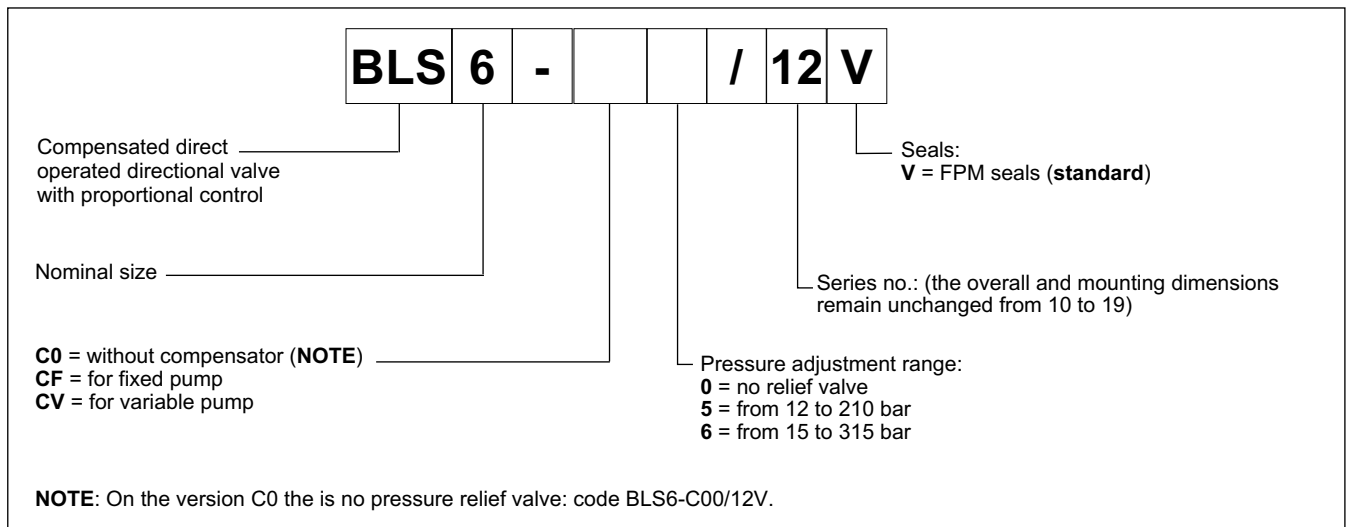 BLS 6 - / 12 V
Compensated direct
operated directional valve
with proportional control
Seals:
V = FPM seals (standard)
Nominal size
Series no.: (the overall and mounting dimensions
remain unchanged from 10 to 19)
C0 = without compensator (NOTE)
CF = for fixed pump
CV = for variable pump
Pressure adjustment range:
0 = no relief valve
5 = from 12 to 210 bar
6 = from 15 to 315 bar
NOTE: On the version C0 the is no pressure relief valve: code BLS6-C00/12V.